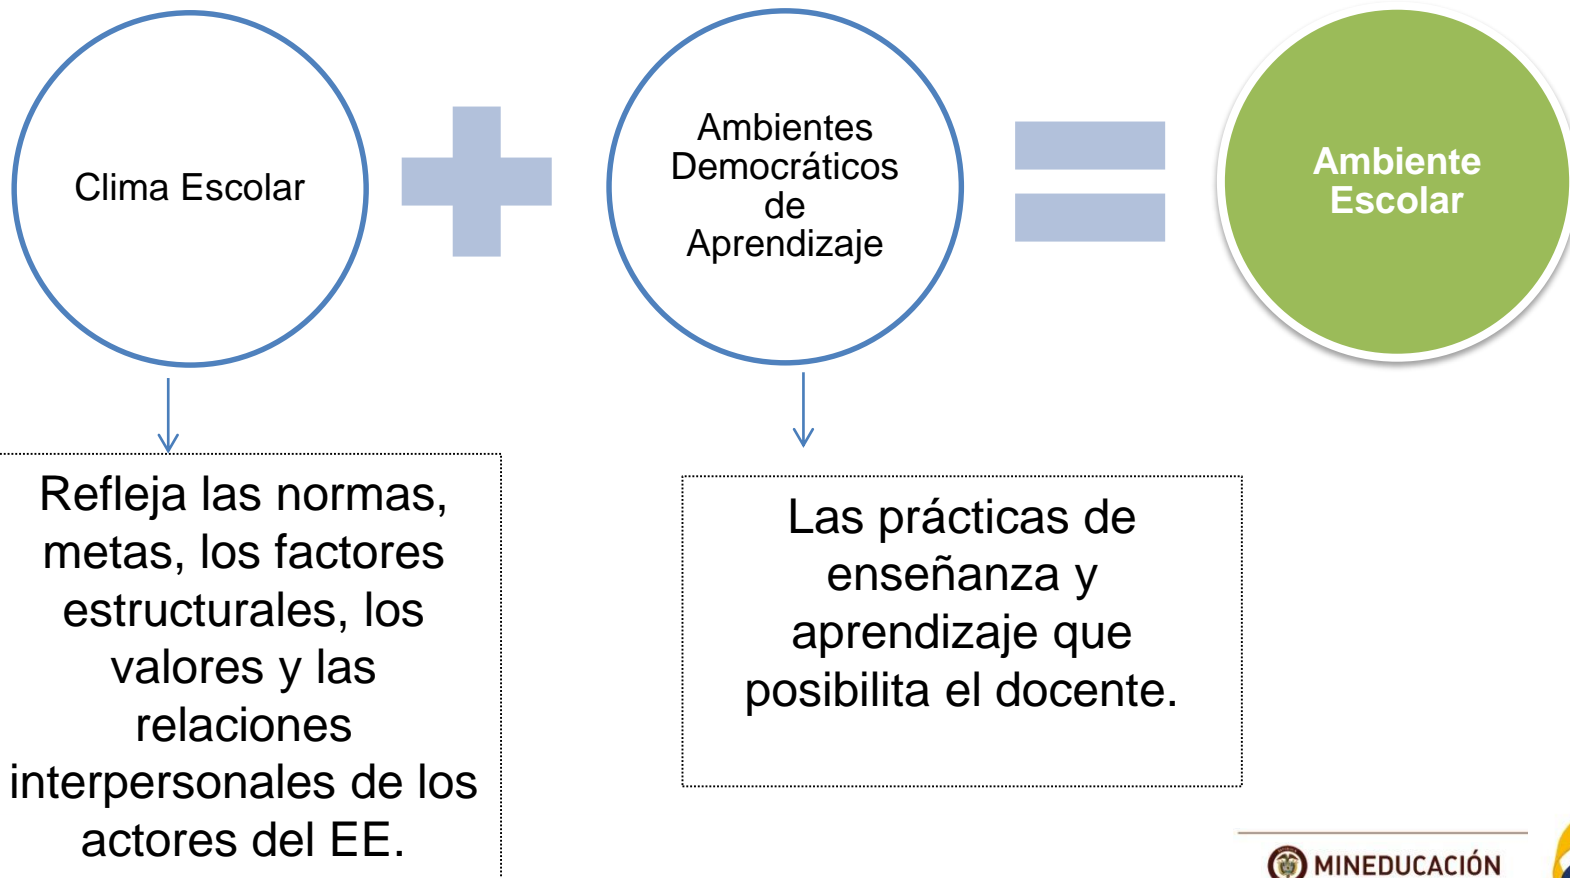 Clima Escolar
Ambientes
Democráticos
de
Aprendizaje
Ambiente
Escolar
Refleja las normas,
metas, los factores
estructurales, los
valores y las
relaciones
interpersonales de los
actores del EE.
Las prácticas de
enseñanza y
aprendizaje que
posibilita el docente.
MINEDUCACIÓN